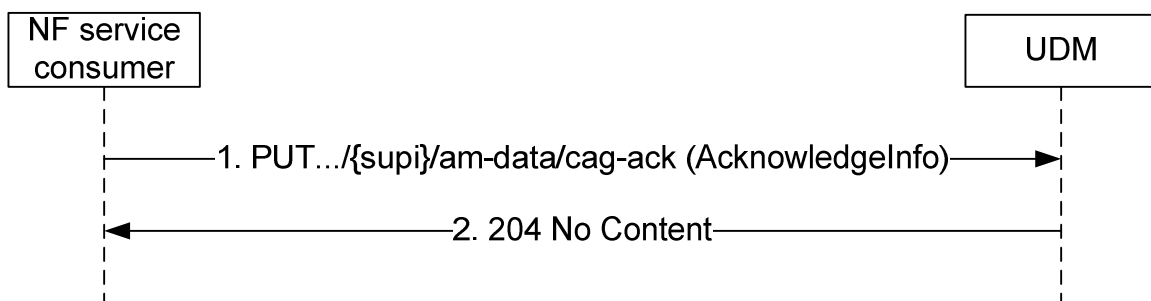 NF service
consumer
UDM
1. PUT.../{supi}/am-data/cag-ack (AcknowledgeInfo)
2. 204 No Content